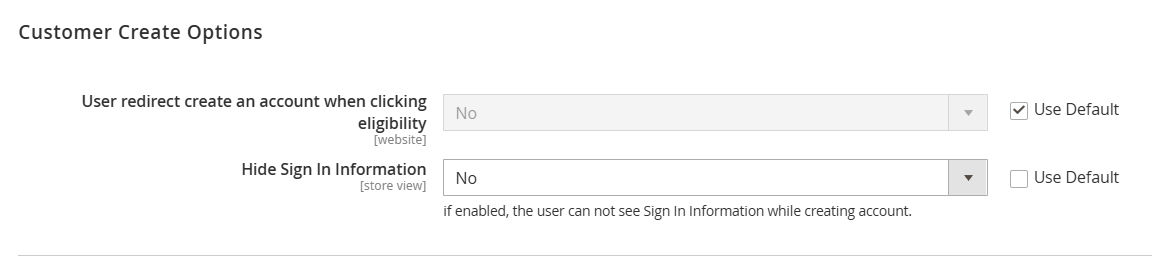 Customer Create Options
User redirect create an account when clicking
eligibility
[website]
No
Use Default
Hide Sign In Information
[store view]
No
Use Default
if enabled, the user can not see Sign In Information while creating account.